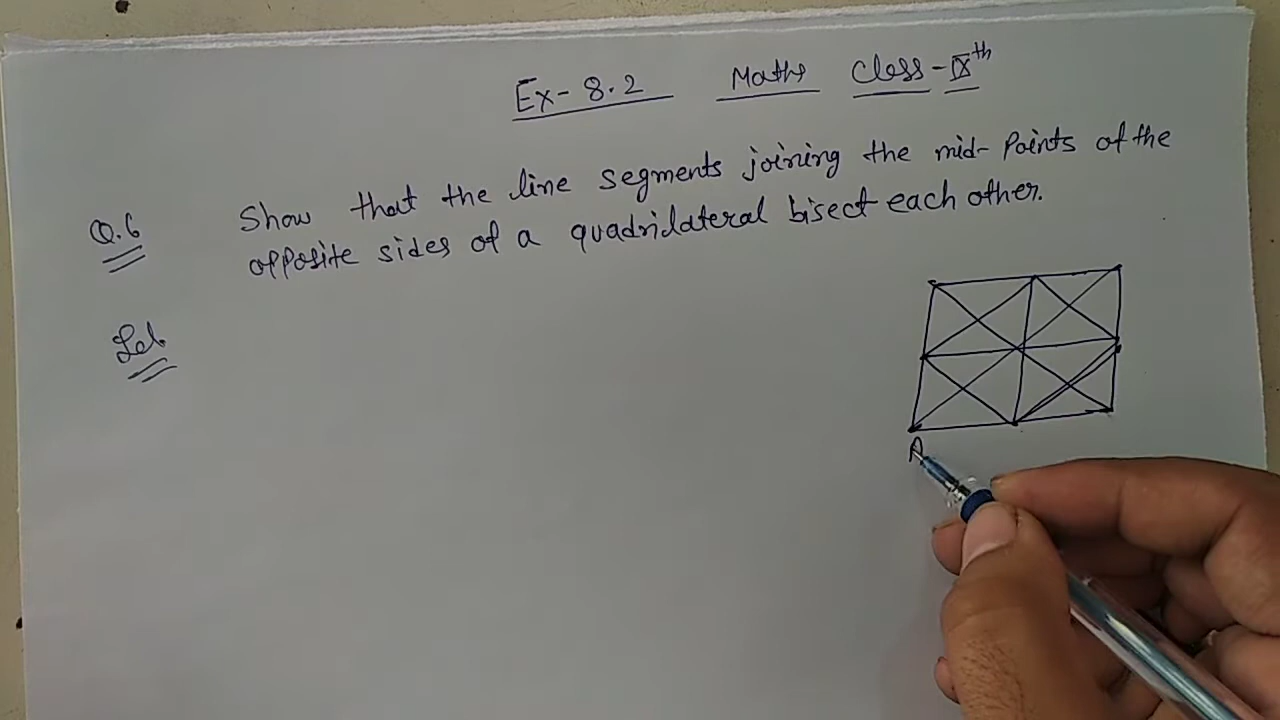 Ex- 8.2 Maths Class - IXth
Q.6 Show that the line segments joining the mid-points of the
opposite sides of a quadrilateral bisect each other.
Sol.
A